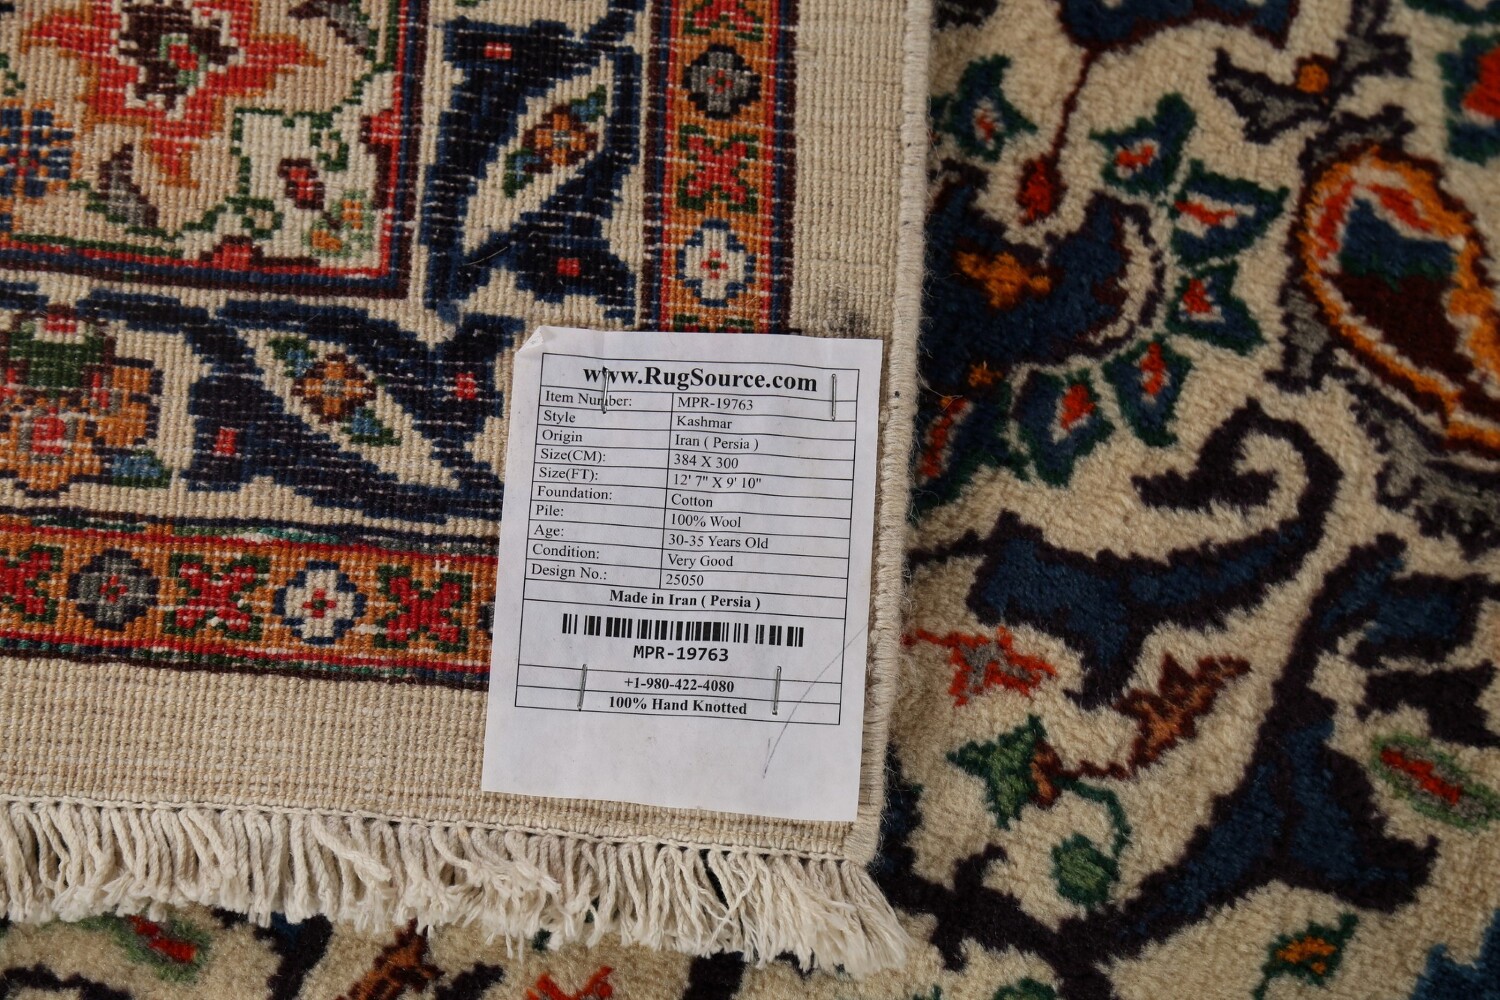 www.RugSource.com
Item Number: MPR-19763
Style Kashmar
Origin Iran ( Persia )
Size(CM): 384 X 300
Size(FT): 12' 7" X 9' 10"
Foundation: Cotton
Pile: 100% Wool
Age: 30-35 Years Old
Condition: Very Good
Design No.: 25050
Made in Iran ( Persia )
MPR-19763
+1-980-422-4080
100% Hand Knotted